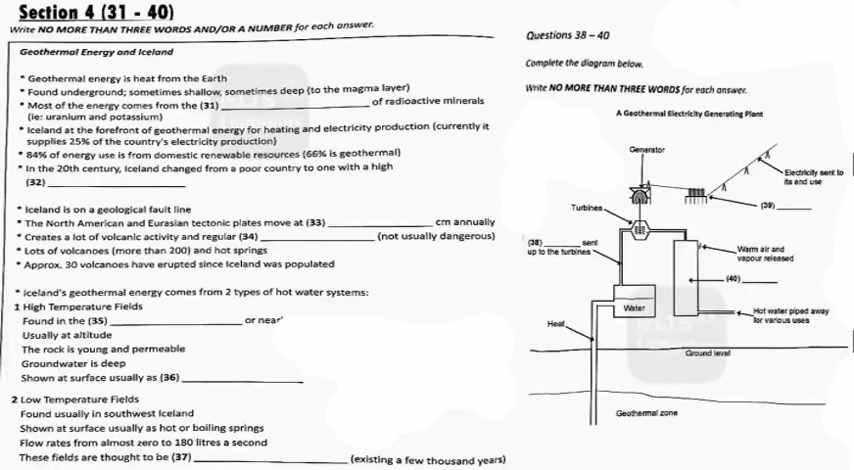 Section 4 (31 - 40)
Write NO MORE THAN THREE WORDS AND/OR A NUMBER for each answer.
Geothermal Energy and Iceland
* Geothermal energy is heat from the Earth
* Found underground; sometimes shallow, sometimes deep (to the magma layer)
* Most of the energy comes from the (31) ____________ of radioactive minerals
(ie: uranium and potassium)
* Iceland at the forefront of geothermal energy for heating and electricity production (currently it
supplies 25% of the country's electricity production)
* 84% of energy use is from domestic renewable resources (66% is geothermal)
* In the 20th century, Iceland changed from a poor country to one with a high
(32) ____________
* Iceland is on a geological fault line
* The North American and Eurasian tectonic plates move at (33) ____________ cm annually
* Creates a lot of volcanic activity and regular (34) ____________ (not usually dangerous)
* Lots of volcanoes (more than 200) and hot springs
* Approx. 30 volcanoes have erupted since Iceland was populated
* Iceland's geothermal energy comes from 2 types of hot water systems:
1 High Temperature Fields
Found in the (35) ____________ or near
Usually at altitude
The rock is young and permeable
Groundwater is deep
Shown at surface usually as (36) ____________
2 Low Temperature Fields
Found usually in southwest Iceland
Shown at surface usually as hot or boiling springs
Flow rates from almost zero to 180 litres a second
These fields are thought to be (37) ____________ (existing a few thousand years)
Questions 38 – 40
Complete the diagram below.
Write NO MORE THAN THREE WORDS for each answer.
A Geothermal Electricity Generating Plant
Generator
Electricity sent to
its end use
Turbines
(39) ______
(38) ______ sent
up to the turbines
Warm air and
vapour released
(40) ______
Water
Hot water piped away
for various uses
Heat
Ground level
Geothermal zone